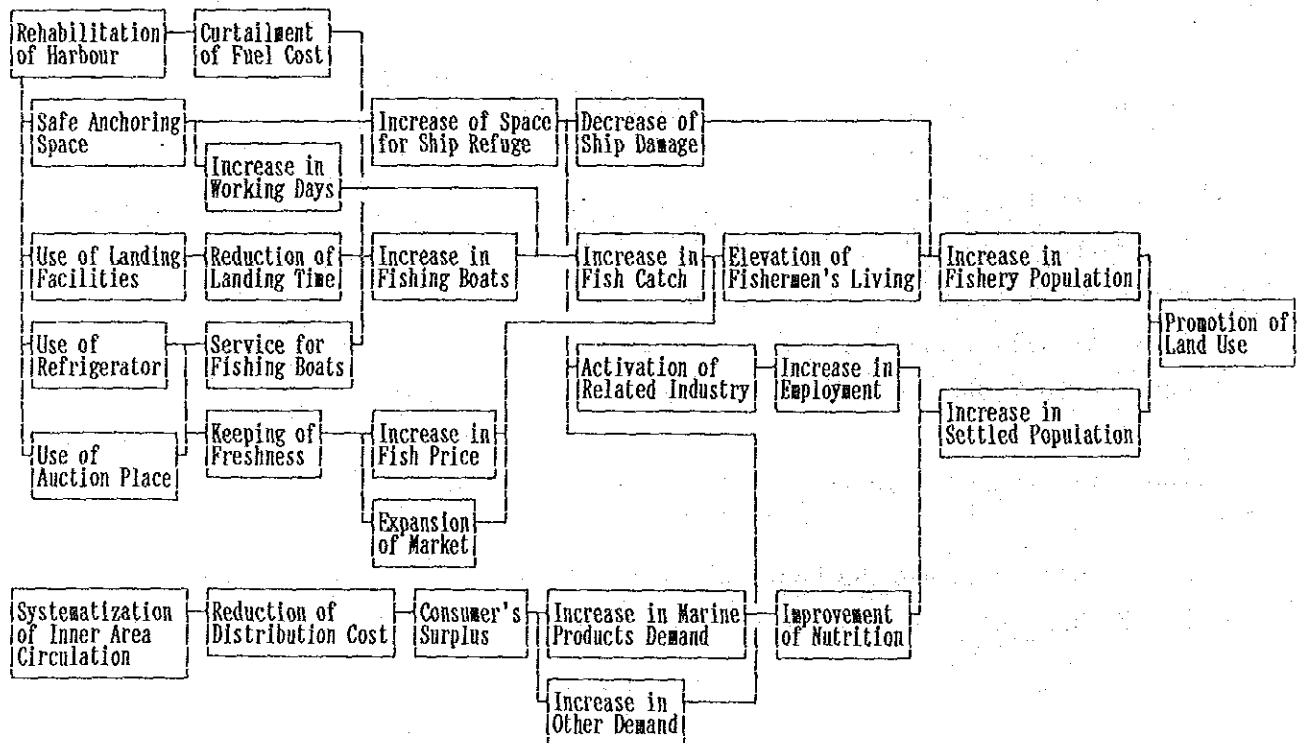 Rehabilitation
of Harbour
Curtailment
of Fuel Cost
Safe Anchoring
Space
Increase of Space
for Ship Refuge
Decrease of
Ship Damage
Increase in
Working Days
Use of Landing
Facilities
Reduction of
Landing Time
Increase in
Fishing Boats
Increase in
Fish Catch
Elevation of
Fishermen's Living
Increase in
Fishery Population
Promotion of
Land Use
Use of
Refrigerator
Service for
Fishing Boats
Activation of
Related Industry
Increase in
Employment
Increase in
Settled Population
Use of
Auction Place
Keeping of
Freshness
Increase in
Fish Price
Expansion
of Market
Systematization
of Inner Area
Circulation
Reduction of
Distribution Cost
Consumer's
Surplus
Increase in Marine
Products Demand
Improvement
of Nutrition
Increase in
Other Demand